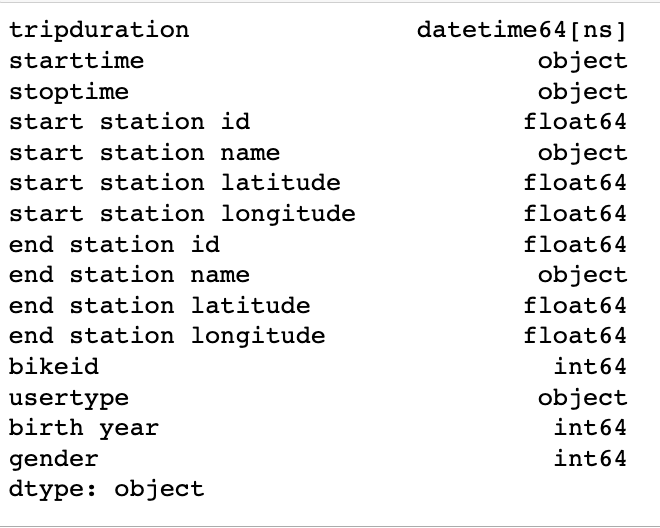 tripduration datetime64[ns]
starttime object
stoptime object
start station id float64
start station name object
start station latitude float64
start station longitude float64
end station id float64
end station name object
end station latitude float64
end station longitude float64
bikeid int64
usertype object
birth year int64
gender int64
dtype: object